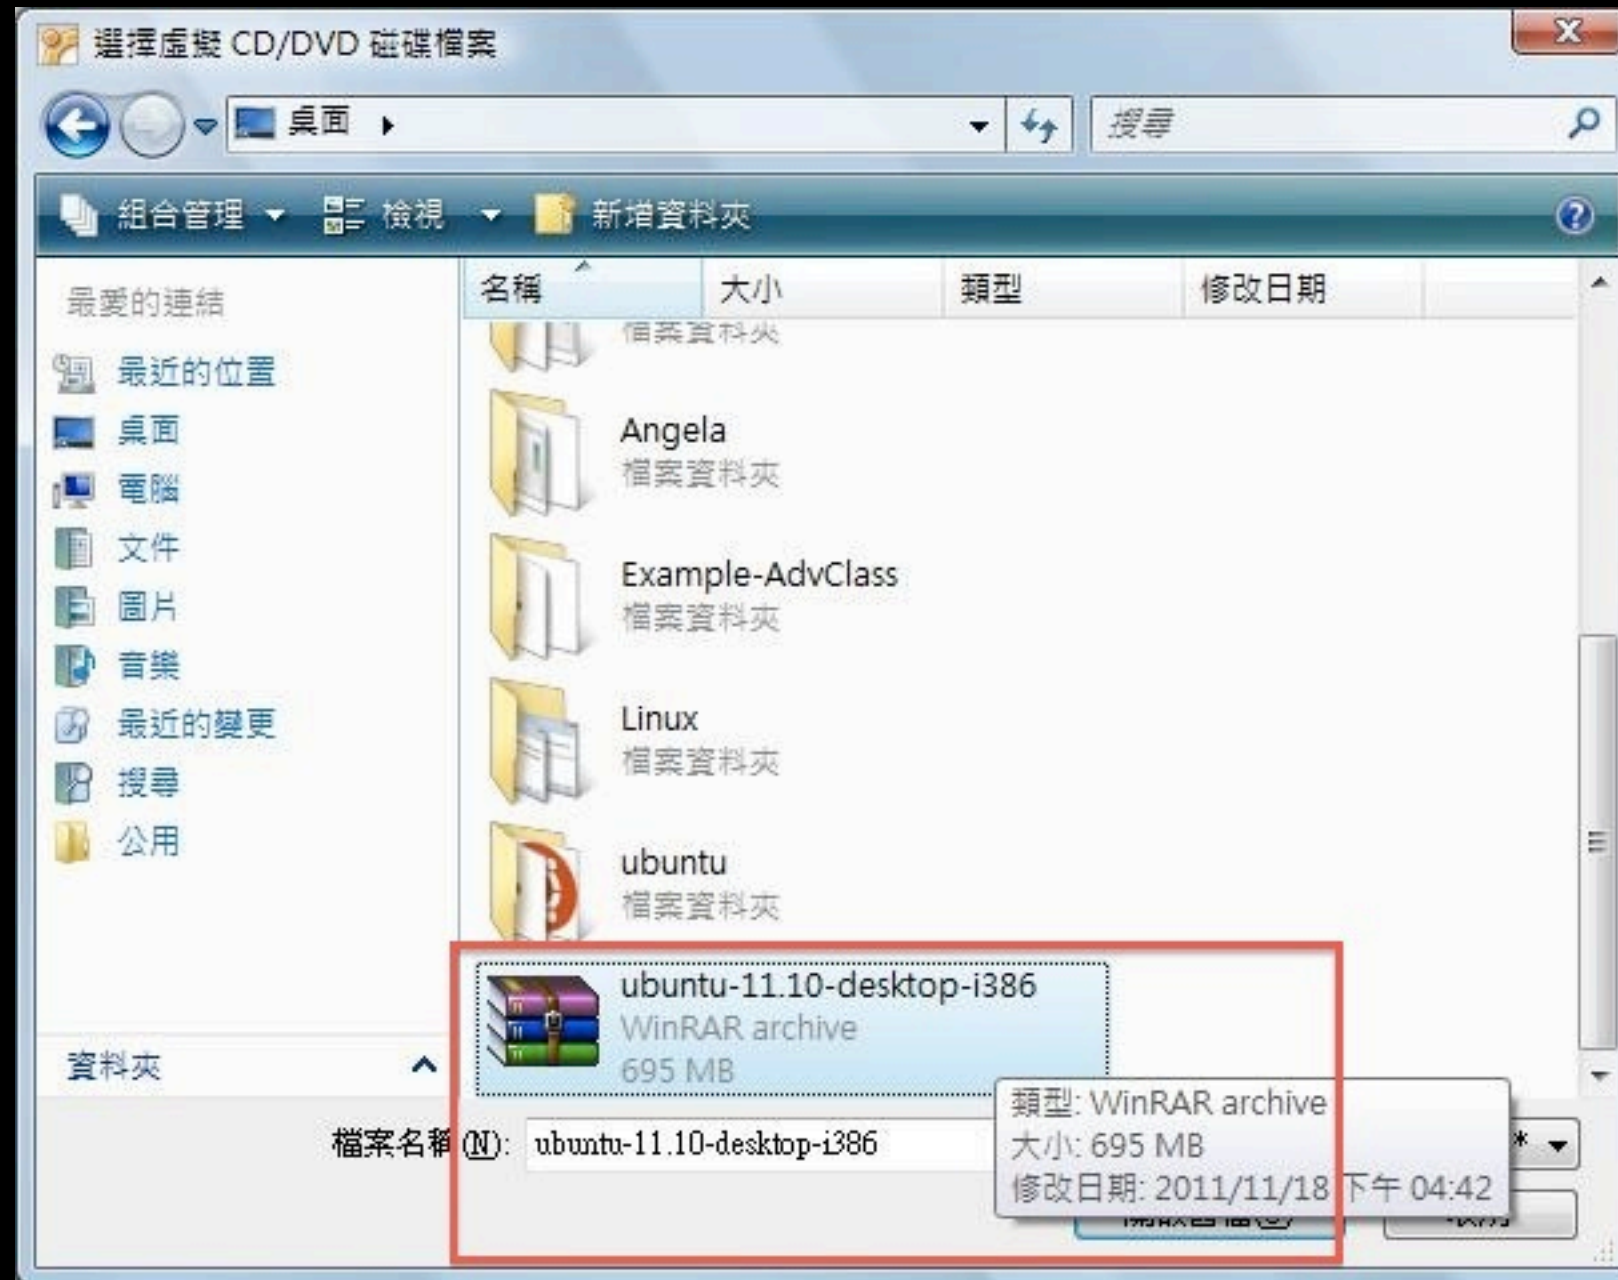 選擇虛擬 CD/DVD 磁碟檔案
桌面
搜尋
組合管理 檢視 新增資料夾
最愛的連結
最近的位置
桌面
電腦
文件
圖片
音樂
最近的變更
搜尋
公用
資料夾
名稱 大小 類型 修改日期
檔案資料夾
Angela
檔案資料夾
Example-AdvClass
檔案資料夾
Linux
檔案資料夾
ubuntu
檔案資料夾
ubuntu-11.10-desktop-i386
WinRAR archive
695 MB
檔案名稱(N): ubuntu-11.10-desktop-i386
類型: WinRAR archive
大小: 695 MB
修改日期: 2011/11/18 下午 04:42